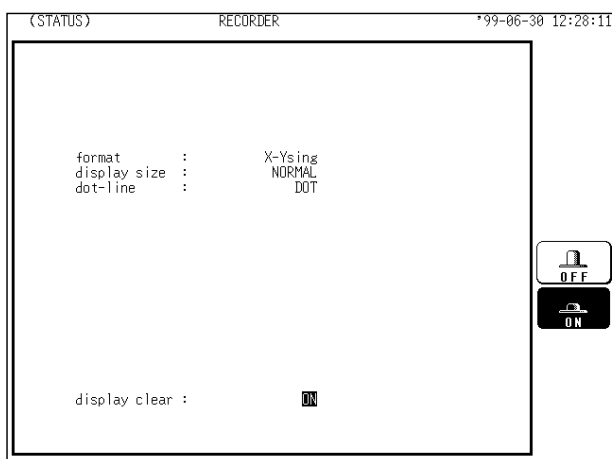 (STATUS) RECORDER '99-06-30 12:28:11
format : X-Ysing
display size : NORMAL
dot-line : DOT
OFF
ON
display clear : ON